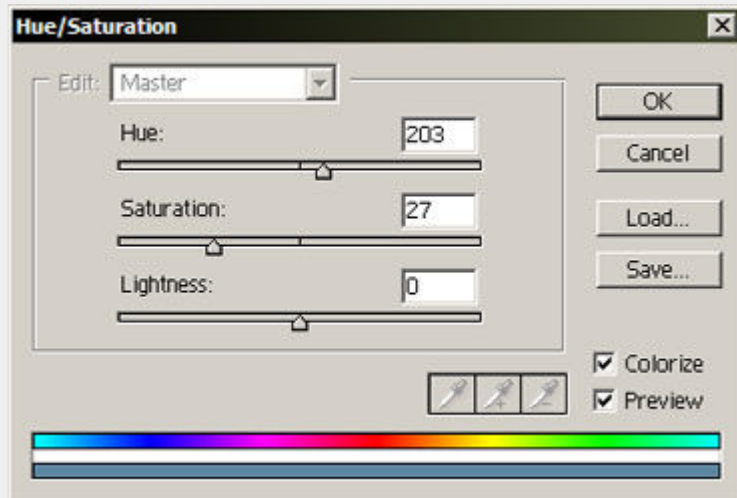 Hue/Saturation
Edit: Master
Hue: 203
Saturation: 27
Lightness: 0
OK
Cancel
Load...
Save...
Colorize
Preview